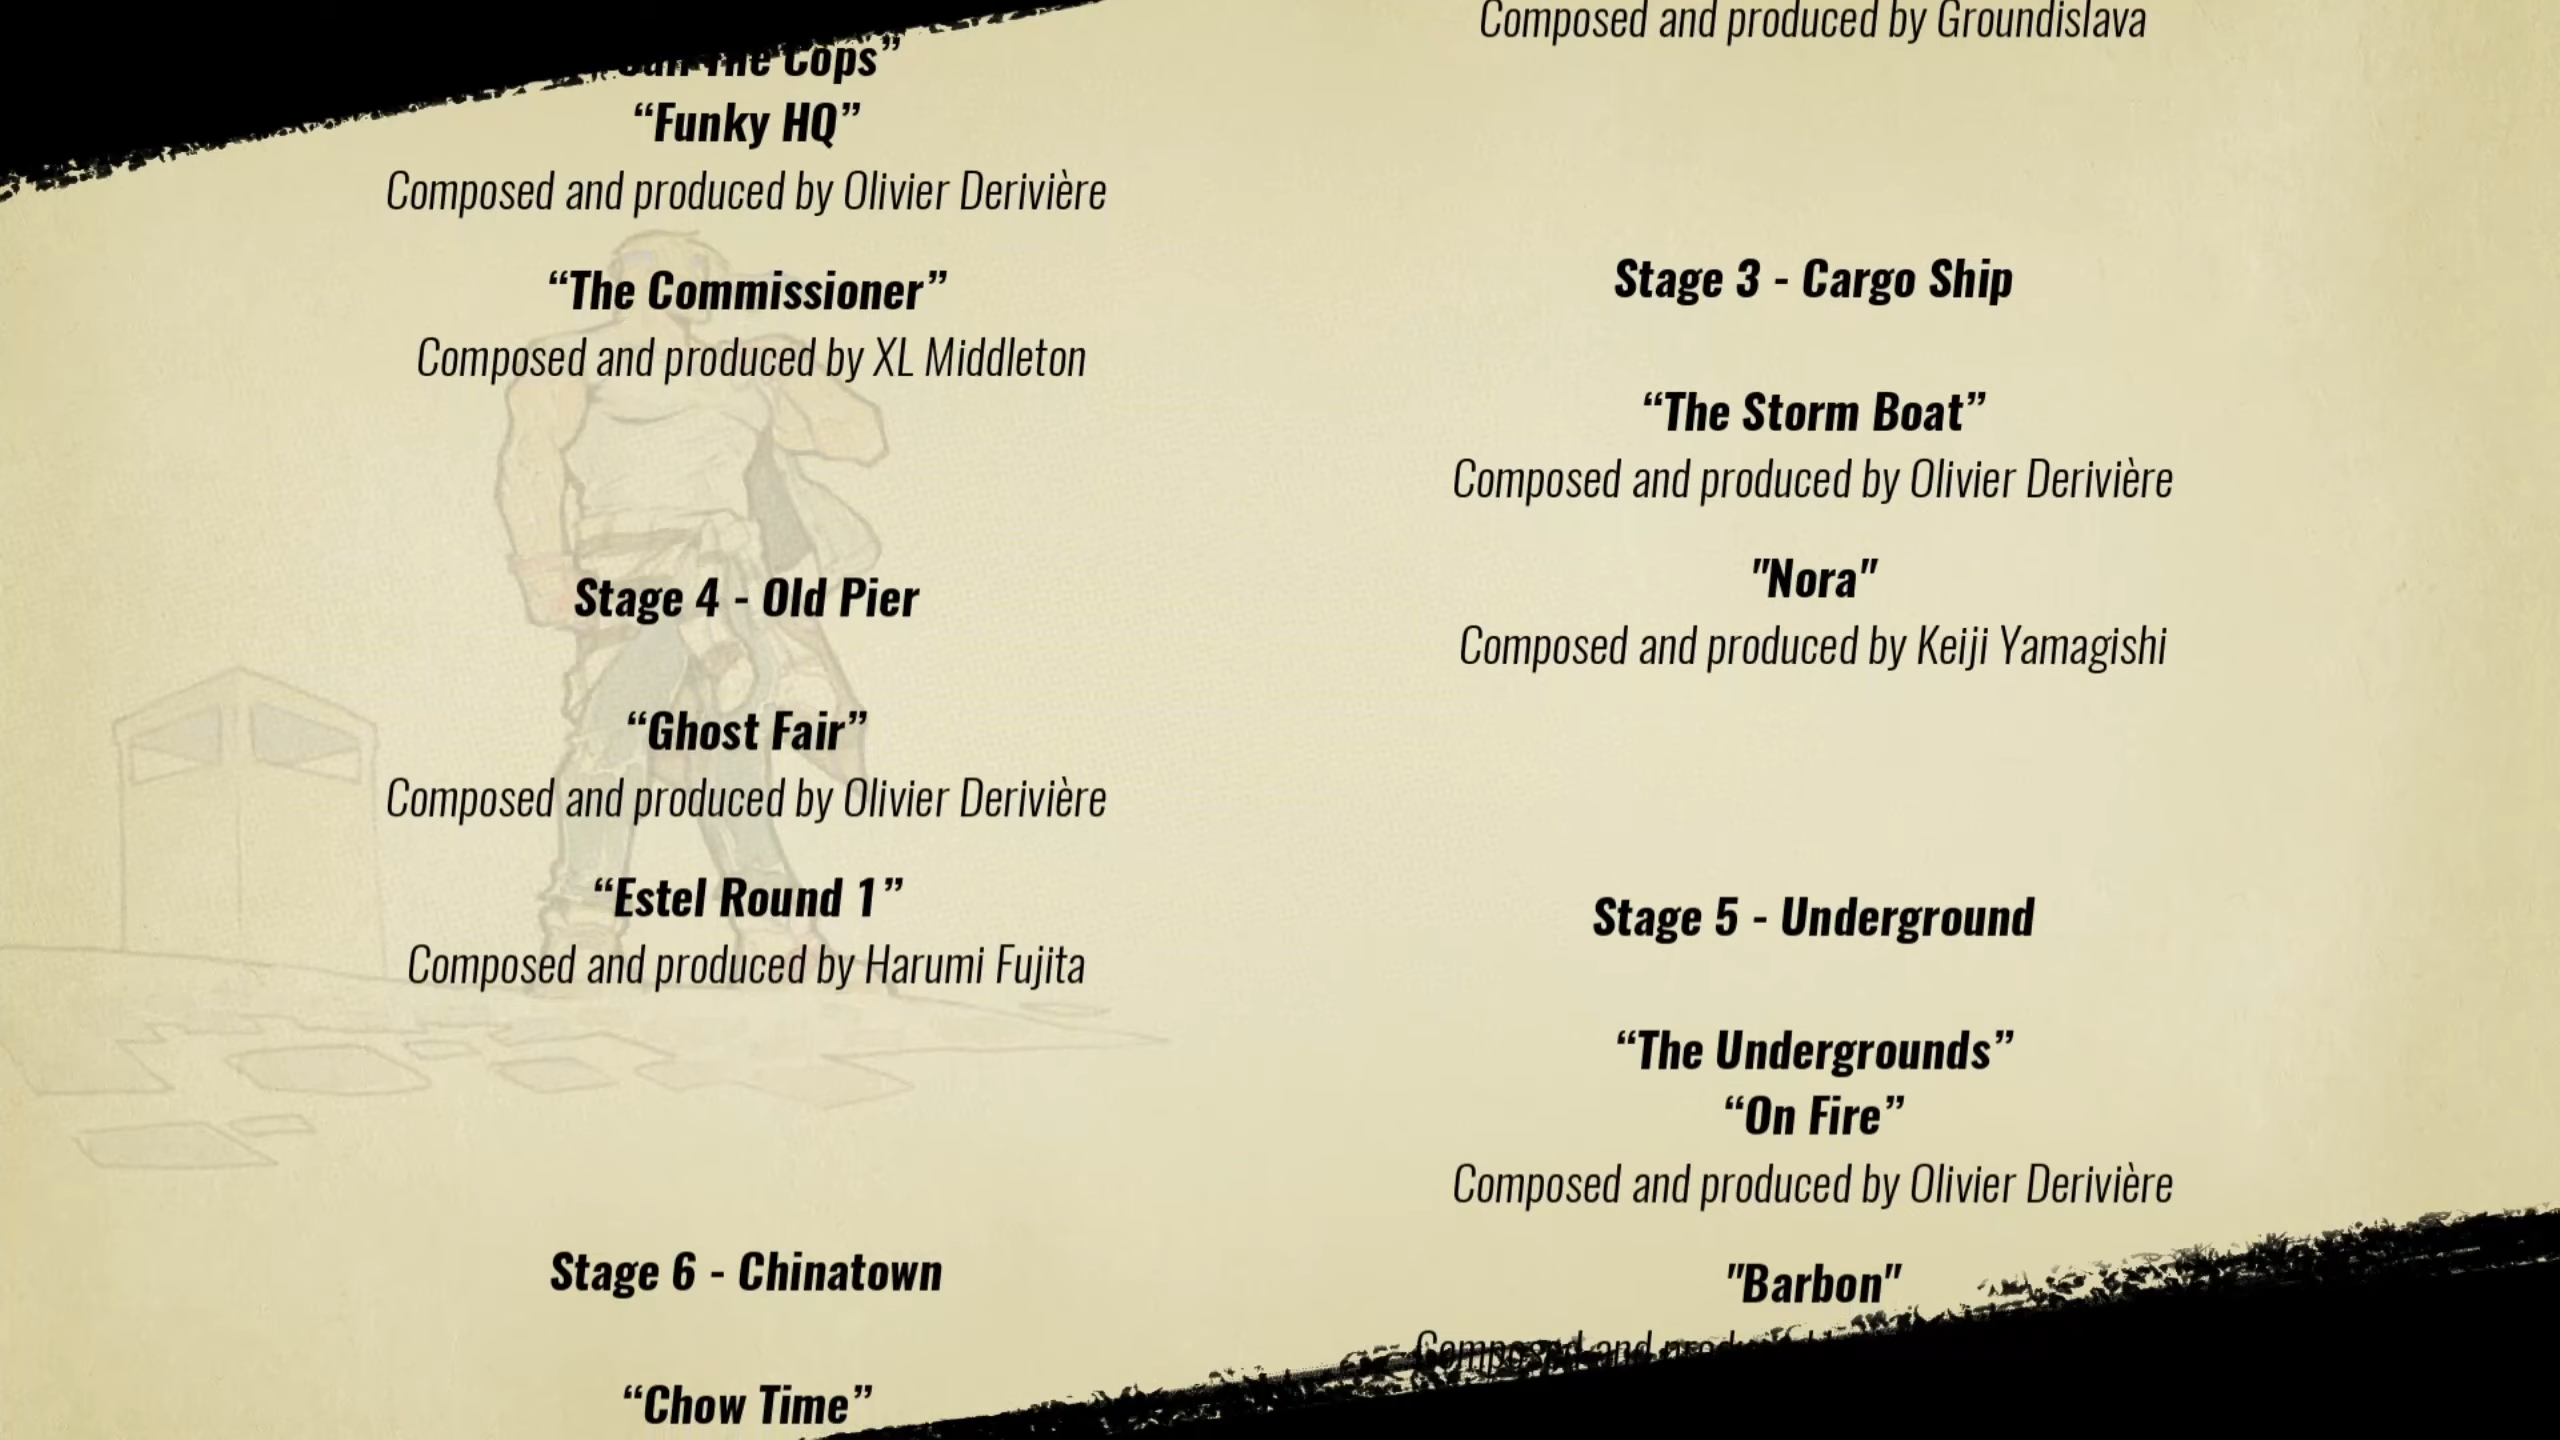 The Cops”
“Funky HQ”
Composed and produced by Olivier Derivière
“The Commissioner”
Composed and produced by XL Middleton
Stage 4 - Old Pier
“Ghost Fair”
Composed and produced by Olivier Derivière
“Estel Round 1”
Composed and produced by Harumi Fujita
Stage 6 - Chinatown
“Chow Time”
Composed and produced by Groundislava
Stage 3 - Cargo Ship
“The Storm Boat”
Composed and produced by Olivier Derivière
"Nora"
Composed and produced by Keiji Yamagishi
Stage 5 - Underground
“The Undergrounds”
“On Fire”
Composed and produced by Olivier Derivière
"Barbon"
Composed and